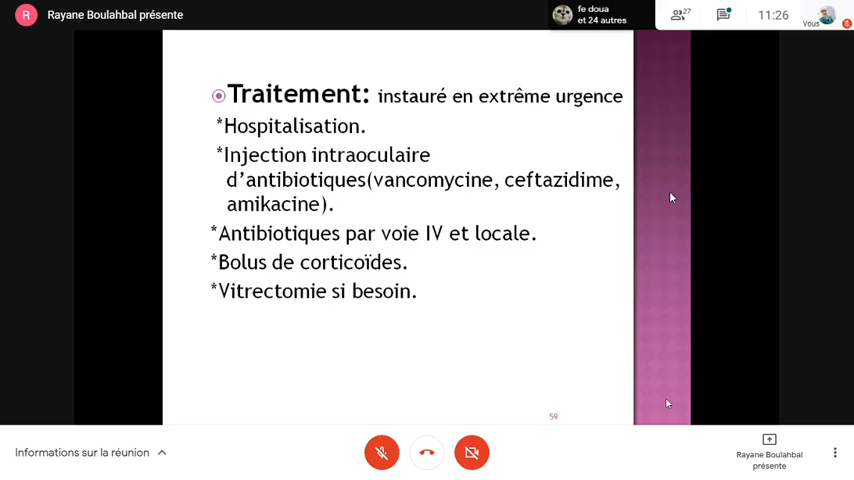 R Rayane Boulahbal présente
fe doua
et 24 autres
27
11:26
Vous
Traitement: instauré en extrême urgence
*Hospitalisation.
*Injection intraoculaire
d’antibiotiques(vancomycine, ceftazidime,
amikacine).
*Antibiotiques par voie IV et locale.
*Bolus de corticoïdes.
*Vitrectomie si besoin.
59
Informations sur la réunion
Rayane Boulahbal
présente